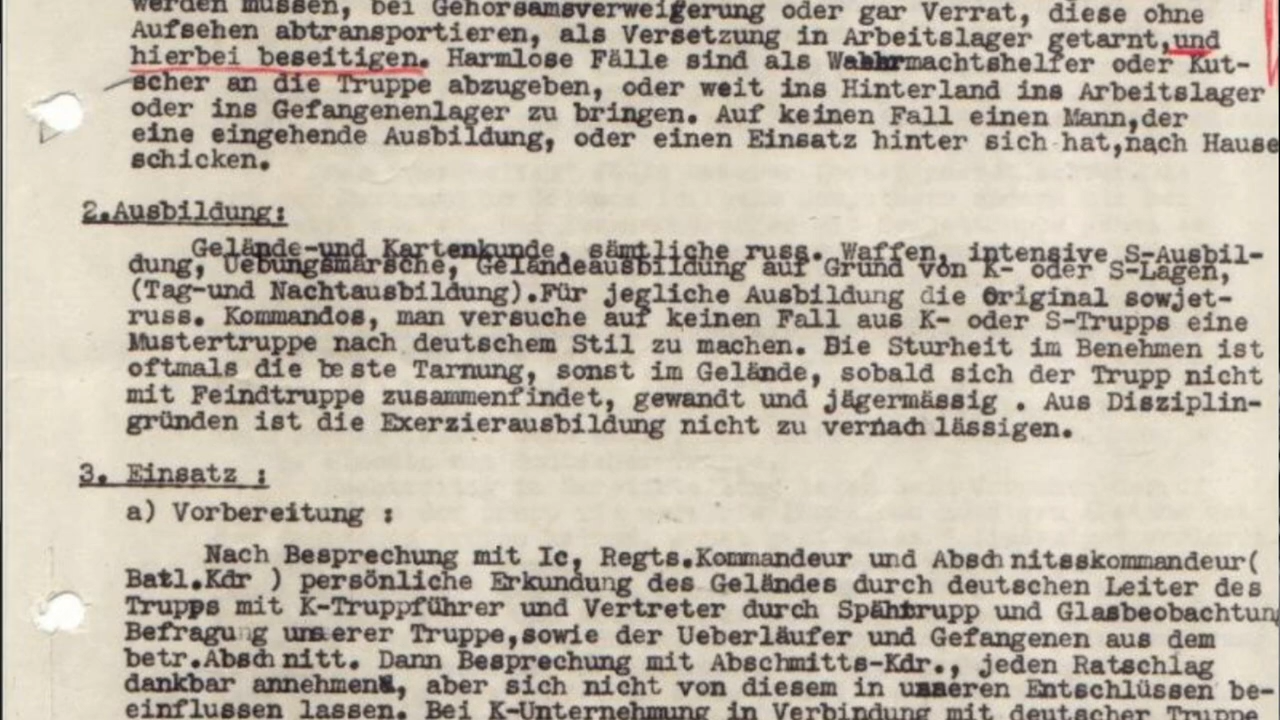 werden müssen, bei Gehorsamsverweigerung oder gar Verrat, diese ohne
Aufsehen abtransportieren, als Versetzung in Arbeitslager getarnt,und
hierbei beseitigen. Harmlose Fälle sind als Wehrmachtshelfer oder Kut-
scher an die Truppe abzugeben, oder weit ins Hinterland ins Arbeitslager
oder ins Gefangenenlager zu bringen. Auf keinen Fall einen Mann,der
eine eingehende Ausbildung, oder einen Einsatz hinter sich hat,nach Hause
schicken.
2.Ausbildung:
Gelände-und Kartenkunde, sämtliche russ. Waffen, intensive S-Ausbil-
dung, Uebungsmärsche, Geländeausbildung auf Grund von K- oder S-Lagen,
(Tag-und Nachtausbildung).Für jegliche Ausbildung die Original sowjet-
russ. Kommandos, man versuche auf keinen Fall aus K- oder S-Trupps eine
Mustertruppe nach deutschem Stil zu machen. Die Sturheit im Benehmen ist
oftmals die beste Tarnung, sonst im Gelände, sobald sich der Trupp nicht
mit Feindtruppe zusammenfindet, gewandt und jägermässig . Aus Disziplin-
gründen ist die Exerzierausbildung nicht zu vernachlässigen.
3. Einsatz :
a) Vorbereitung :
Nach Besprechung mit Ic, Regts.Kommandeur und Abschnitsskommandeur(
Batl.Kdr ) persönliche Erkundung des Geländes durch deutschen Leiter des
Trupps mit K-Truppführer und Vertreter durch Spähtrupp und Glasbeobachtun
Befragung unserer Truppe,sowie der Ueberläufer und Gefangenen aus dem
betr.Abschnitt. Dann Besprechung mit Abschmitts-Kdr., jeden Ratschlag
dankbar annehmen, aber sich nicht von diesem in unseren Entschlüssen be-
einflussen lassen. Bei K-Unternehmung in Verbindung mit deutscher Truppe